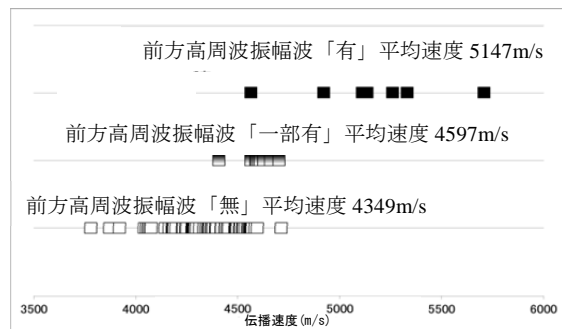 前方高周波振幅波「有」平均速度 5147m/s
前方高周波振幅波「一部有」平均速度 4597m/s
前方高周波振幅波「無」平均速度 4349m/s
3500 4000 4500 5000 5500 6000
伝播速度(m/s)